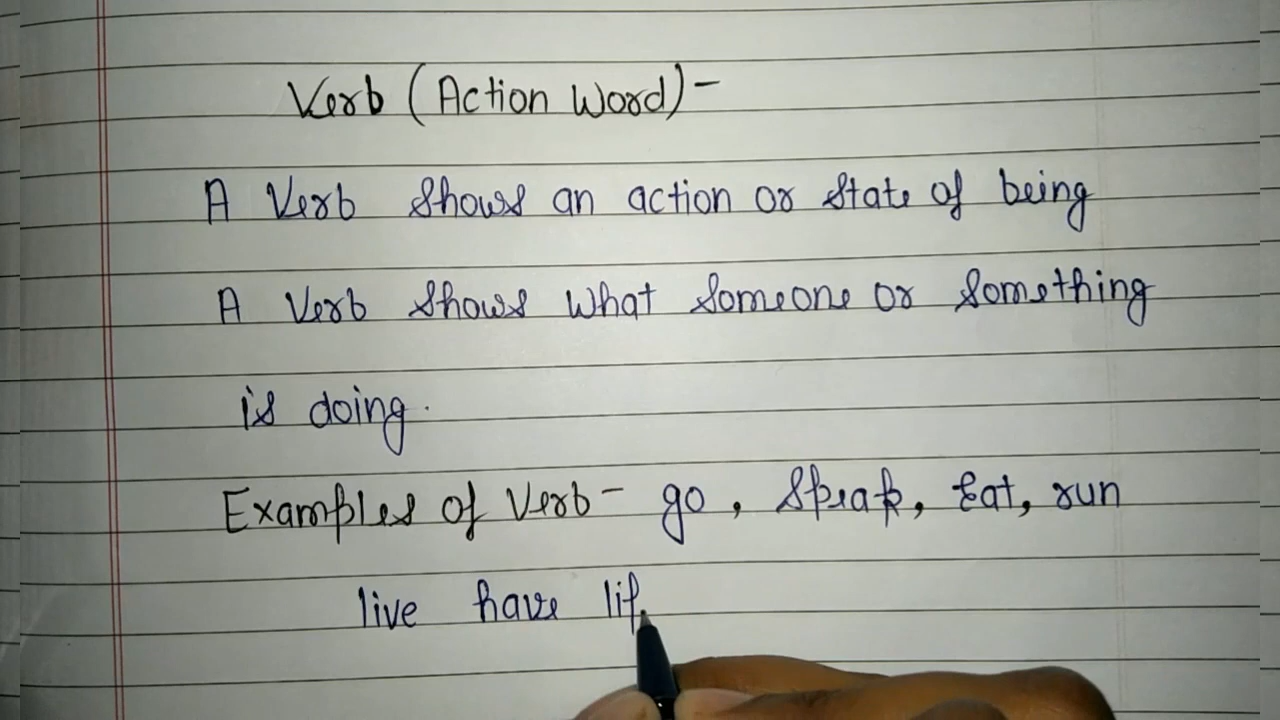 Verb (Action Word)-
A Verb shows an action or state of being
A Verb shows what someone or something
is doing.
Examples of Verb- go, Speak, Eat, run
live have